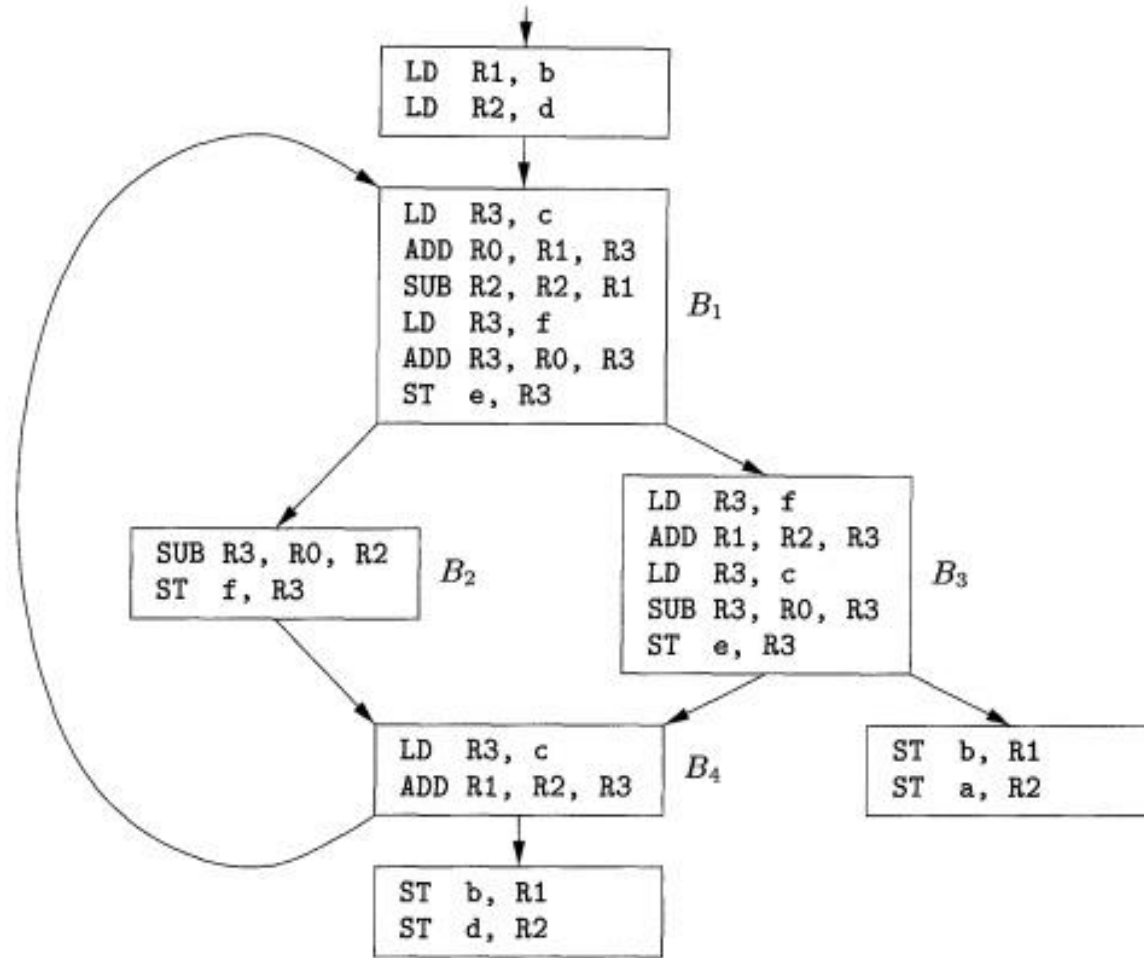 LD R1, b
LD R2, d
LD R3, c
ADD R0, R1, R3
SUB R2, R2, R1
LD R3, f
ADD R3, R0, R3
ST e, R3
B₁
SUB R3, R0, R2
ST f, R3
B₂
LD R3, f
ADD R1, R2, R3
LD R3, c
SUB R3, R0, R3
ST e, R3
B₃
LD R3, c
ADD R1, R2, R3
B₄
ST b, R1
ST a, R2
ST b, R1
ST d, R2